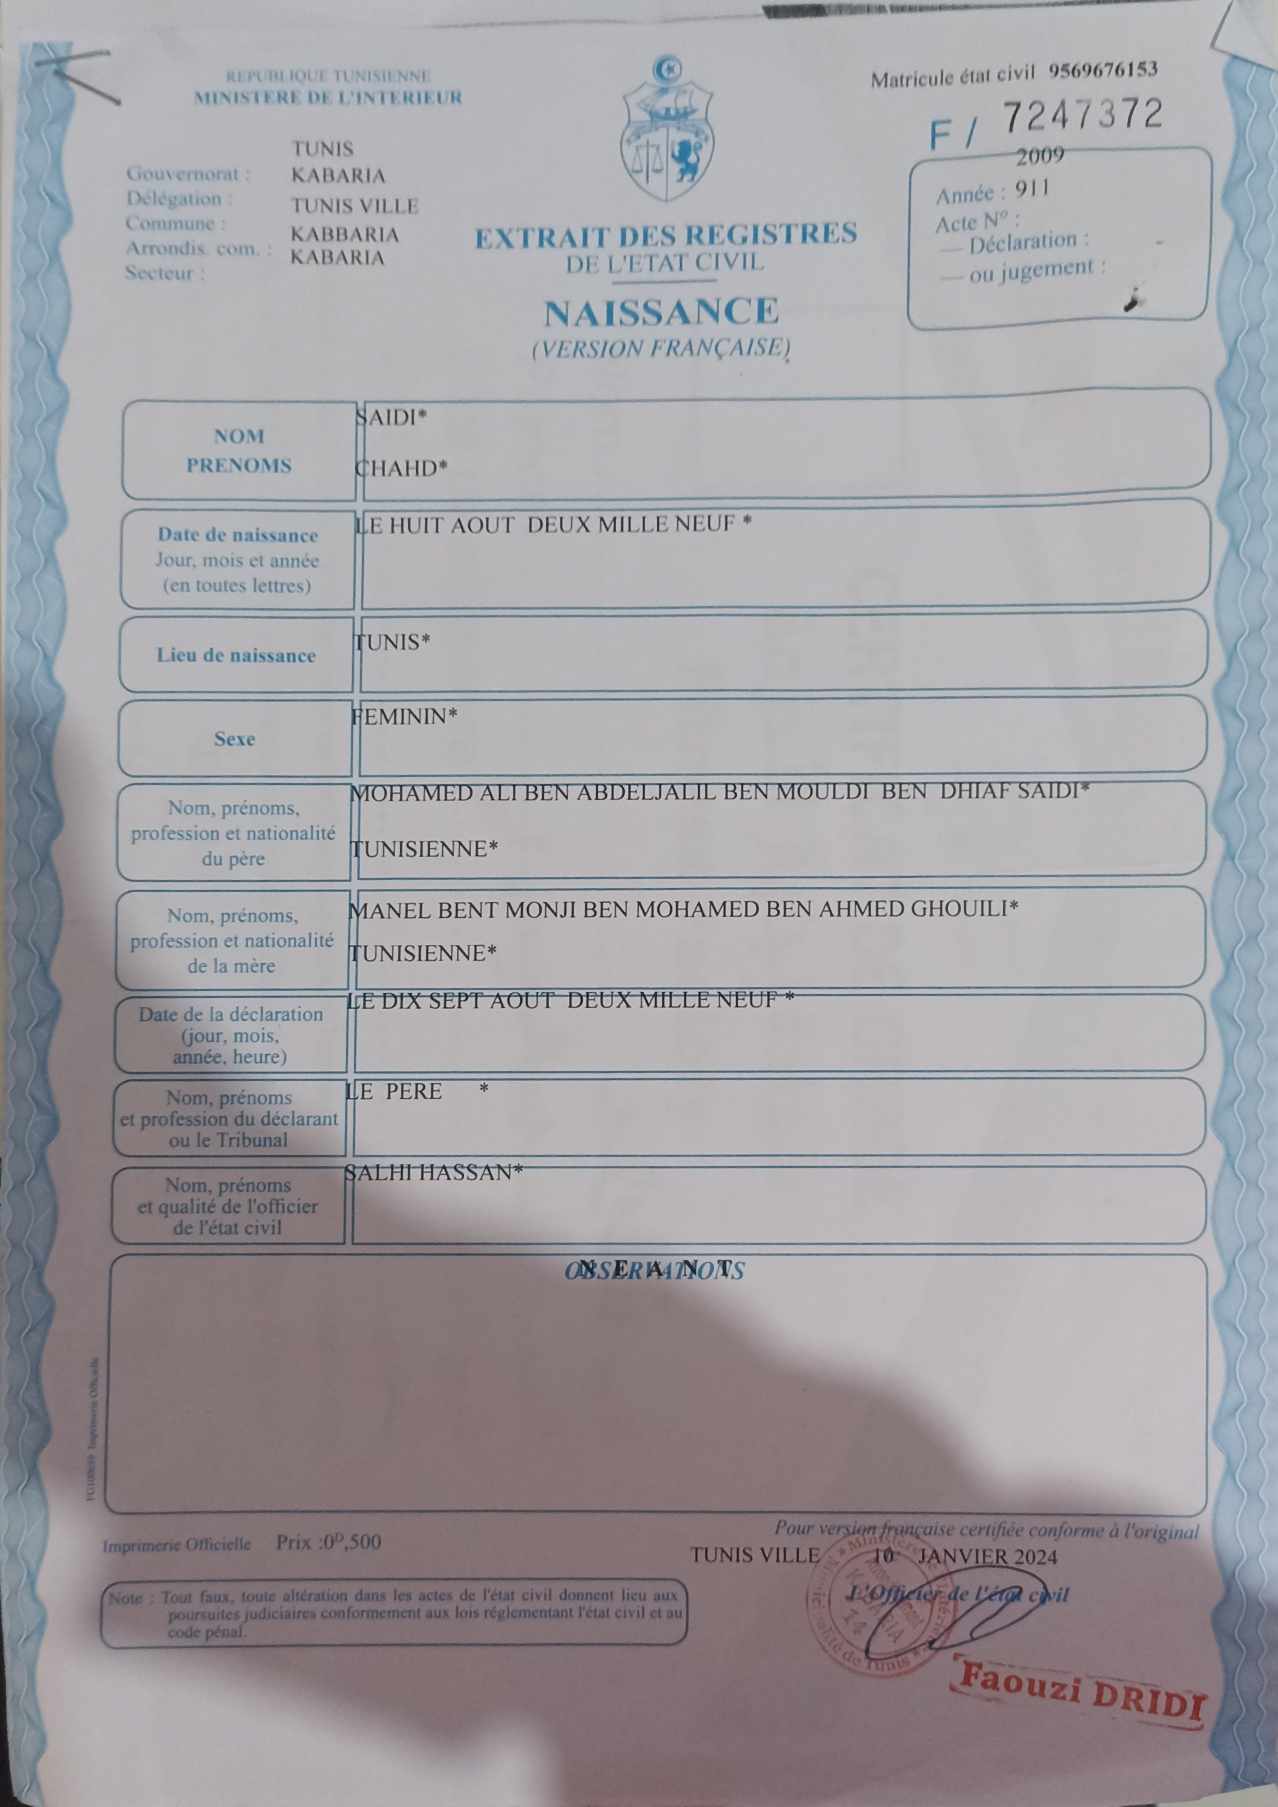 REPUBLIQUE TUNISIENNE
MINISTERE DE L'INTERIEUR
Matricule état civil 9569676153
F / 7247372
TUNIS
Gouvernorat : KABARIA
Délégation : TUNIS VILLE
Commune : KABBARIA
Arrondis. com. : KABARIA
Secteur :
2009
Année : 911
Acte N° :
— Déclaration : -
— ou jugement :
EXTRAIT DES REGISTRES
DE L'ETAT CIVIL
NAISSANCE
(VERSION FRANÇAISE)
NOM SAIDI*
PRENOMS CHAHD*
Date de naissance LE HUIT AOUT DEUX MILLE NEUF *
Jour, mois et année
(en toutes lettres)
Lieu de naissance TUNIS*
Sexe FEMININ*
MOHAMED ALI BEN ABDELJALIL BEN MOULDI BEN DHIAF SAIDI*
Nom, prénoms,
profession et nationalité
du père
TUNISIENNE*
MANEL BENT MONJI BEN MOHAMED BEN AHMED GHOUILI*
Nom, prénoms,
profession et nationalité
de la mère
TUNISIENNE*
LE DIX SEPT AOUT DEUX MILLE NEUF *
Date de la déclaration
(jour, mois,
année, heure)
LE PERE *
Nom, prénoms
et profession du déclarant
ou le Tribunal
SALHI HASSAN*
Nom, prénoms
et qualité de l'officier
de l'état civil
OBSERVATIONS
N E A N T
Imprimerie Officielle
Imprimerie Officielle Prix :0ᴰ,500
Pour version française certifiée conforme à l'original
TUNIS VILLE 10 JANVIER 2024
L'Officier de l'état civil
Note : Tout faux, toute altération dans les actes de l'état civil donnent lieu aux
poursuites judiciaires conformement aux lois réglementant l'état civil et au
code pénal.
Faouzi DRIDI